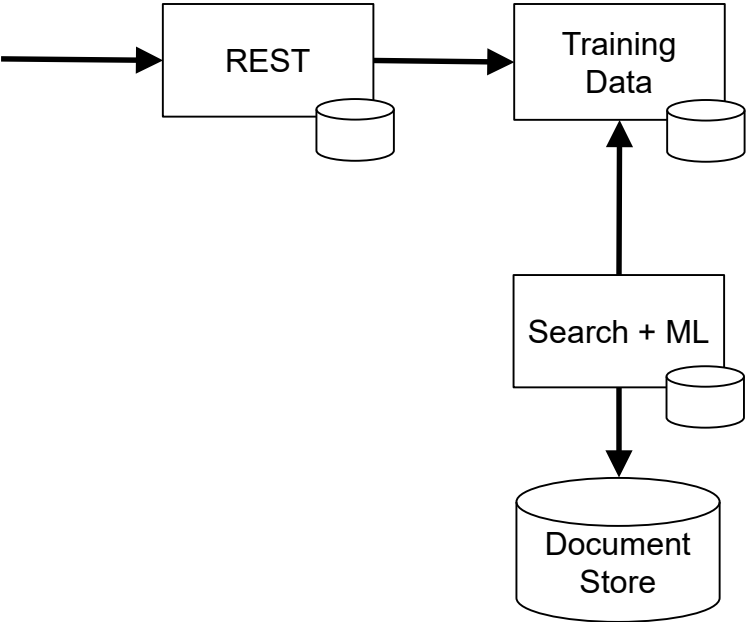 REST
Training
Data
Search + ML
Document
Store